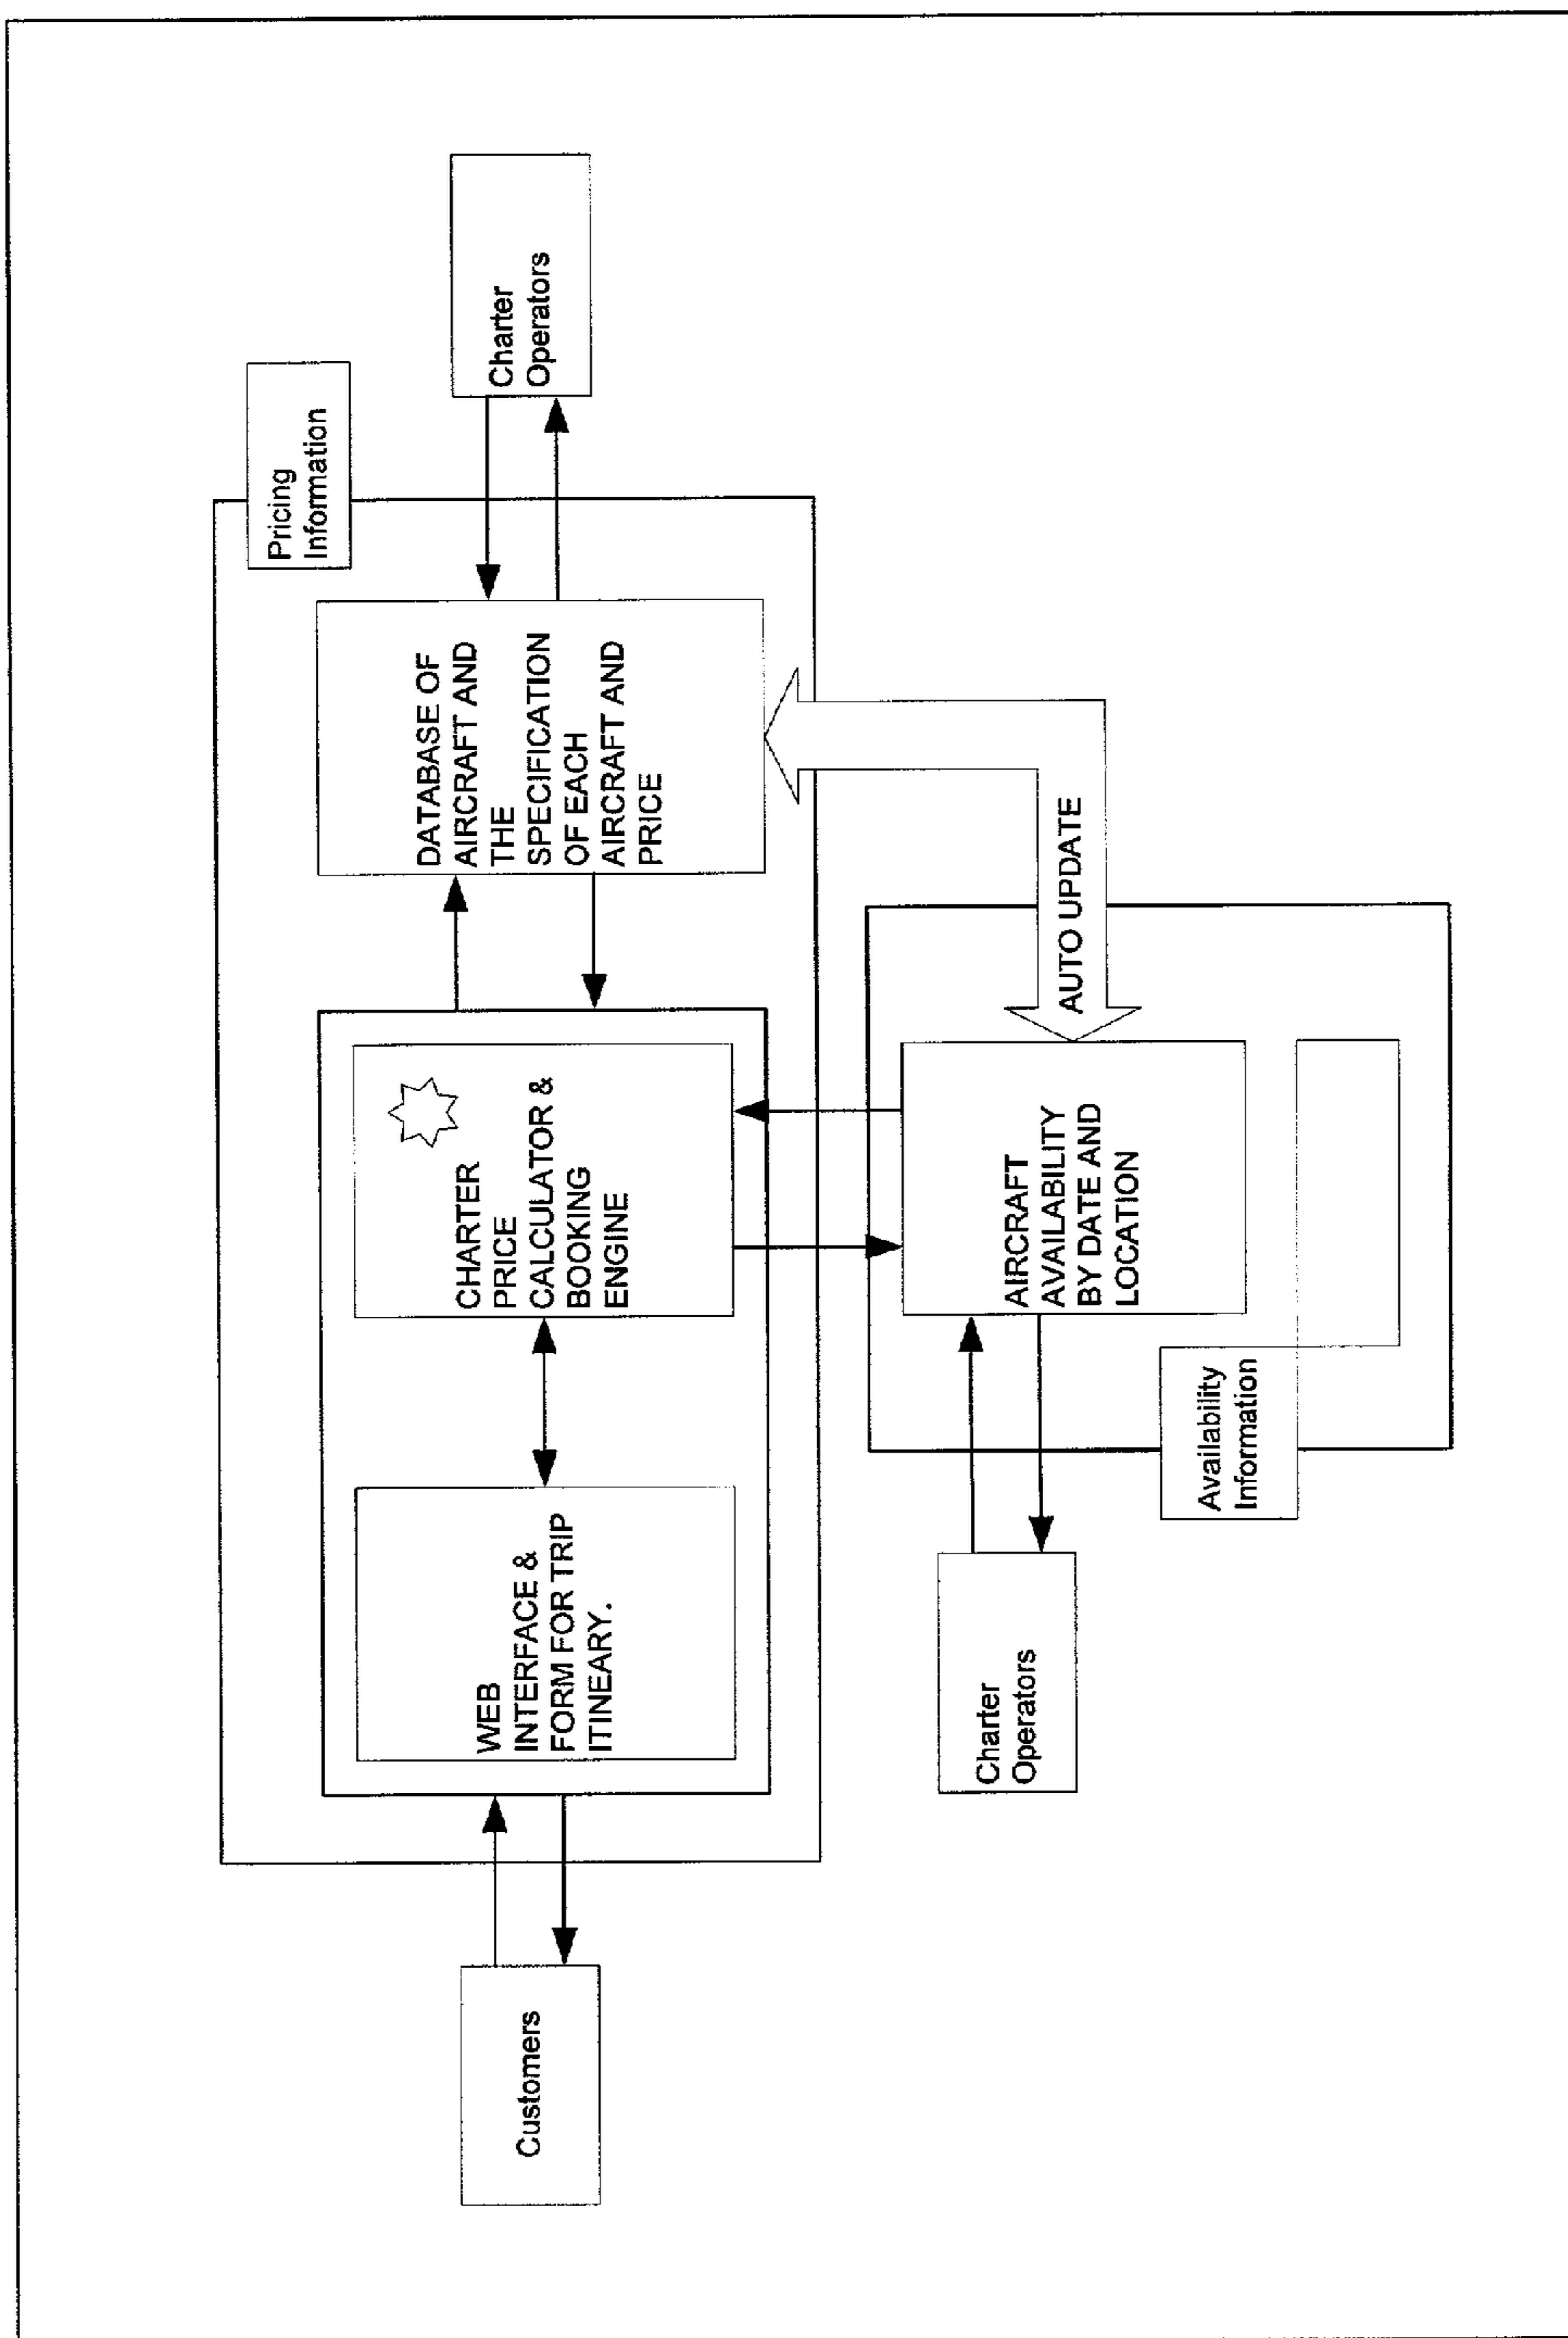 Pricing
Information
Customers
WEB
INTERFACE &
FORM FOR TRIP
ITINEARY.
CHARTER
PRICE
CALCULATOR &
BOOKING
ENGINE
DATABASE OF
AIRCRAFT AND
THE
SPECIFICATION
OF EACH
AIRCRAFT AND
PRICE
Charter
Operators
Charter
Operators
AIRCRAFT
AVAILABILITY
BY DATE AND
LOCATION
AUTO UPDATE
Availability
Information